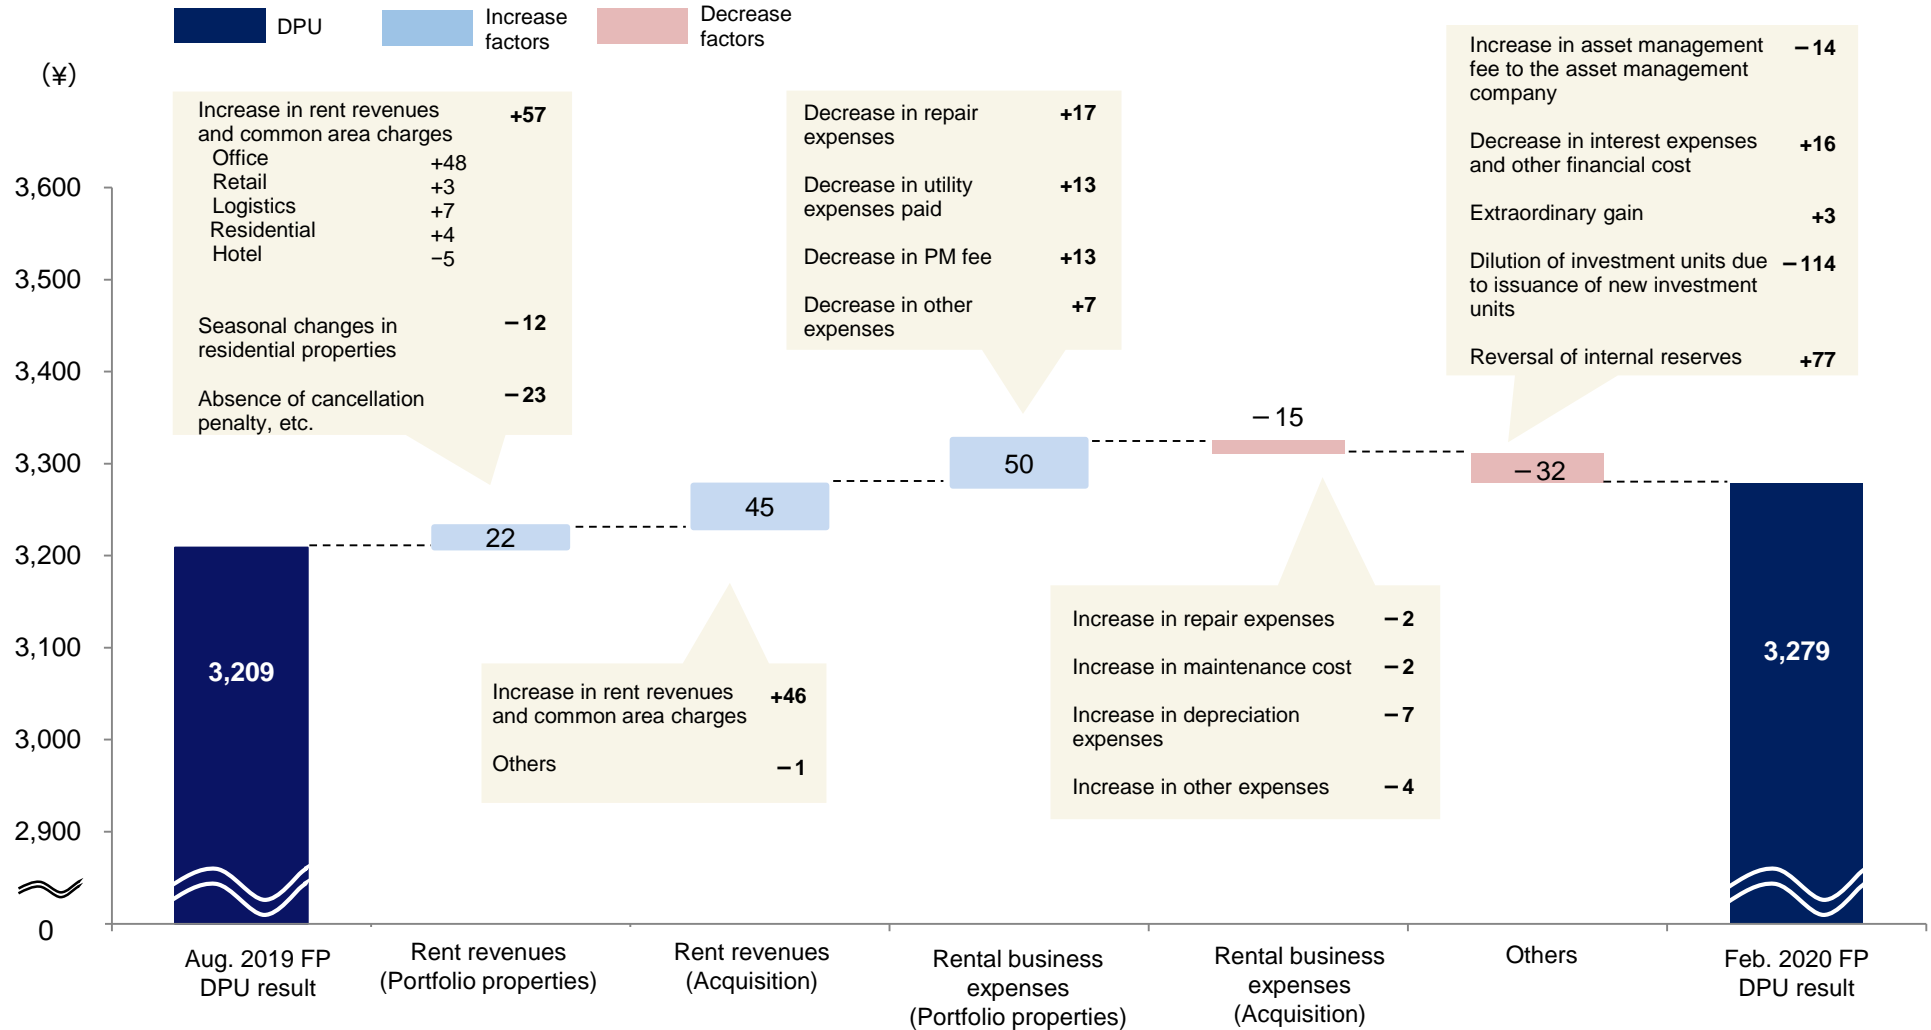 DPU
Increase
factors
Decrease
factors
(¥)
3,600
3,500
3,400
3,300
3,200
3,100
3,000
2,900
0
Increase in rent revenues
and common area charges +57
Office +48
Retail +3
Logistics +7
Residential +4
Hotel −5
Seasonal changes in −12
residential properties
Absence of cancellation −23
penalty, etc.
Decrease in repair +17
expenses
Decrease in utility +13
expenses paid
Decrease in PM fee +13
Decrease in other +7
expenses
Increase in asset management −14
fee to the asset management
company
Decrease in interest expenses +16
and other financial cost
Extraordinary gain +3
Dilution of investment units due −114
to issuance of new investment
units
Reversal of internal reserves +77
3,209
22
45
50
−15
−32
3,279
Increase in rent revenues +46
and common area charges
Others −1
Increase in repair expenses −2
Increase in maintenance cost −2
Increase in depreciation −7
expenses
Increase in other expenses −4
Aug. 2019 FP
DPU result
Rent revenues
(Portfolio properties)
Rent revenues
(Acquisition)
Rental business
expenses
(Portfolio properties)
Rental business
expenses
(Acquisition)
Others
Feb. 2020 FP
DPU result